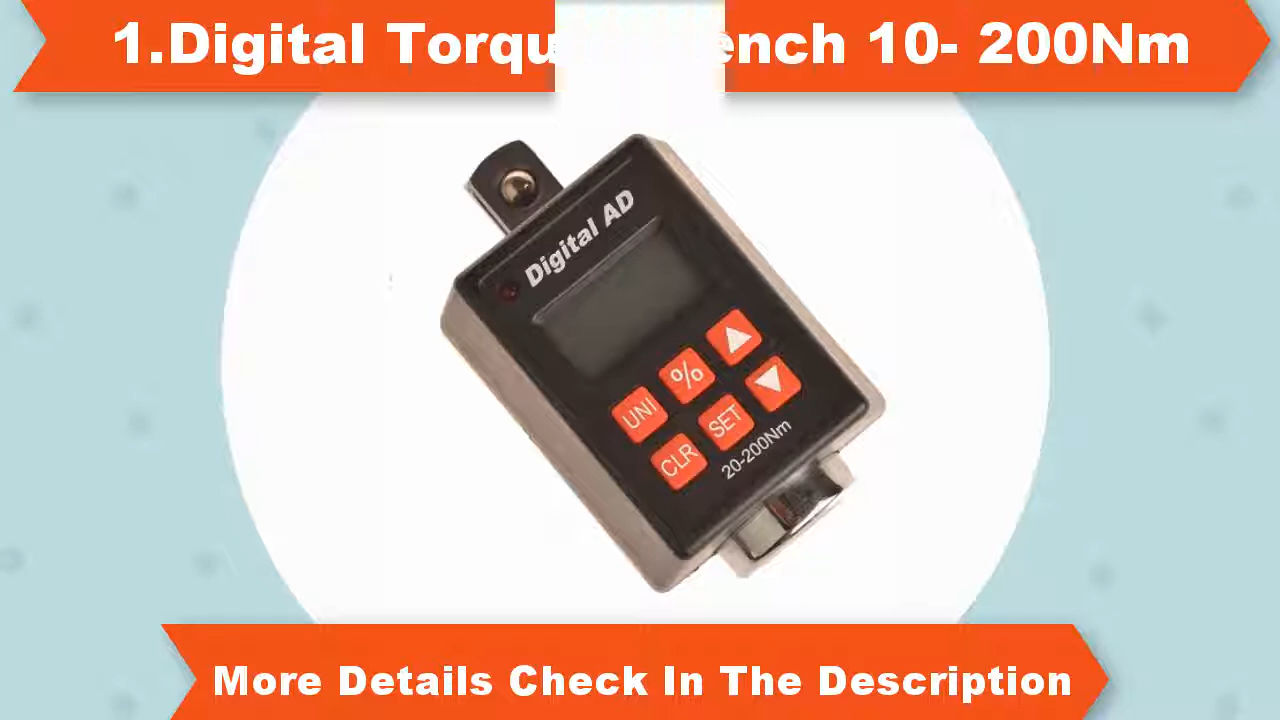 1.Digital Torqu ench 10- 200Nm
Digital AD
%
UNI
SET
CLR
20-200Nm
More Details Check In The Description